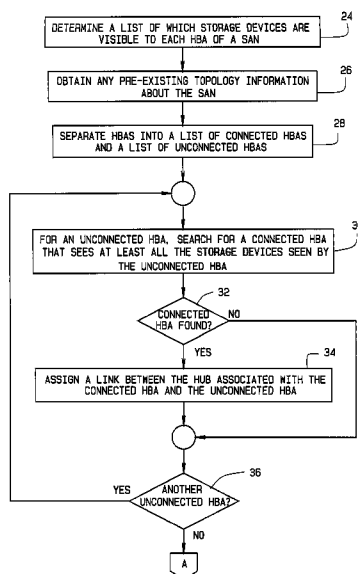 24
DETERMINE A LIST OF WHICH STORAGE DEVICES ARE
VISIBLE TO EACH HBA OF A SAN
26
OBTAIN ANY PRE-EXISTING TOPOLOGY INFORMATION
ABOUT THE SAN
28
SEPARATE HBAS INTO A LIST OF CONNECTED HBAS
AND A LIST OF UNCONNECTED HBAS
FOR AN UNCONNECTED HBA, SEARCH FOR A CONNECTED HBA
THAT SEES AT LEAST ALL THE STORAGE DEVICES SEEN BY
THE UNCONNECTED HBA
32
CONNECTED
HBA FOUND?
NO
YES
34
ASSIGN A LINK BETWEEN THE HUB ASSOCIATED WITH THE
CONNECTED HBA AND THE UNCONNECTED HBA
36
YES
ANOTHER
UNCONNECTED HBA?
NO
A